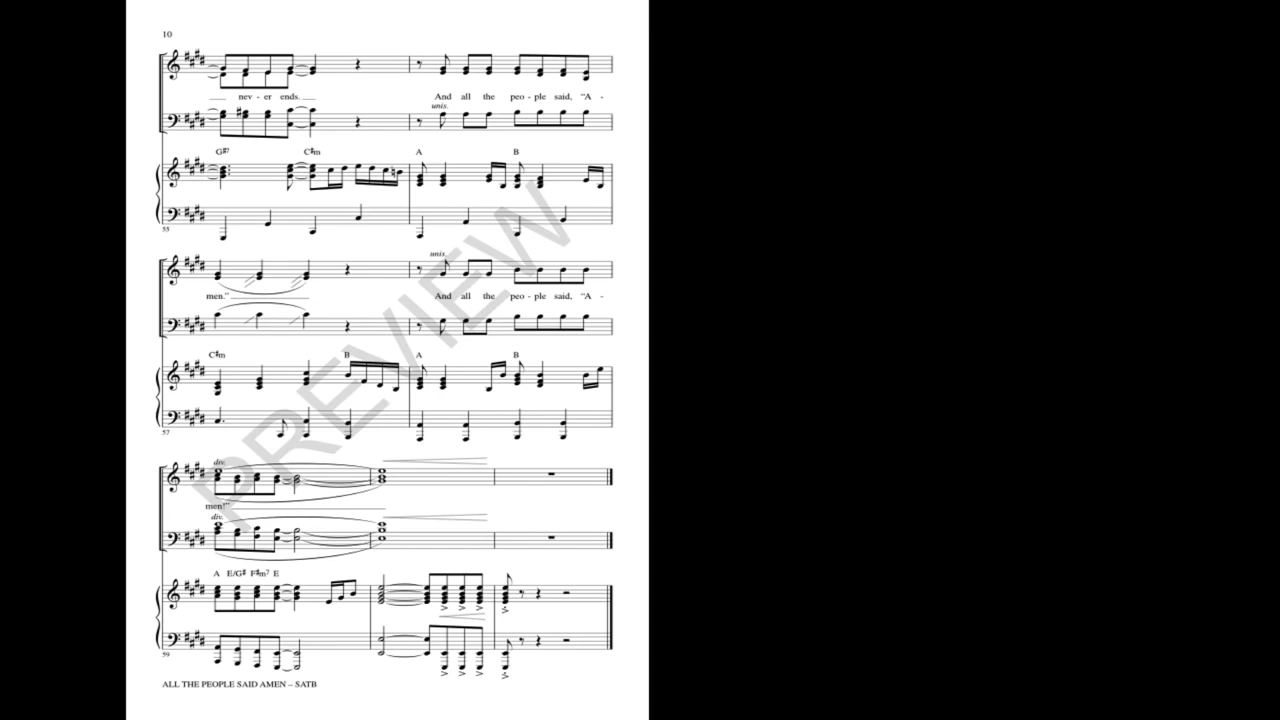 10
nev - er ends.
And all the peo - ple said, “A -
unis.
G#7 C#m A B
55
unis.
men.” And all the peo - ple said, “A -
C#m B A B
57
div.
men!”
div.
A E/G# F#m7 E
59
ALL THE PEOPLE SAID AMEN – SATB
PREVIEW